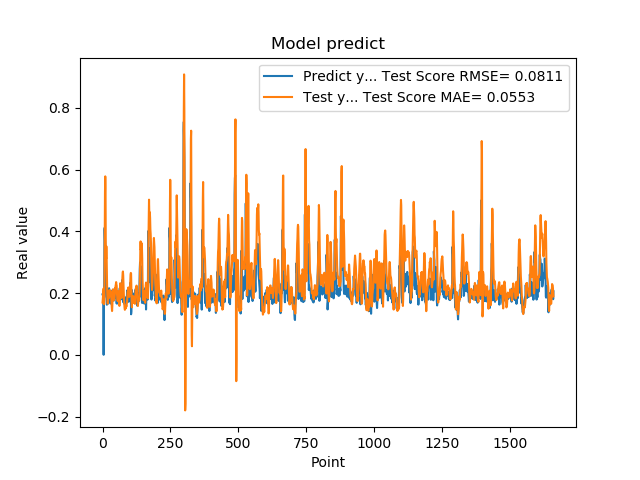 Model predict
Predict y... Test Score RMSE= 0.0811
Test y... Test Score MAE= 0.0553
Real value
0.8
0.6
0.4
0.2
0.0
−0.2
0 250 500 750 1000 1250 1500
Point